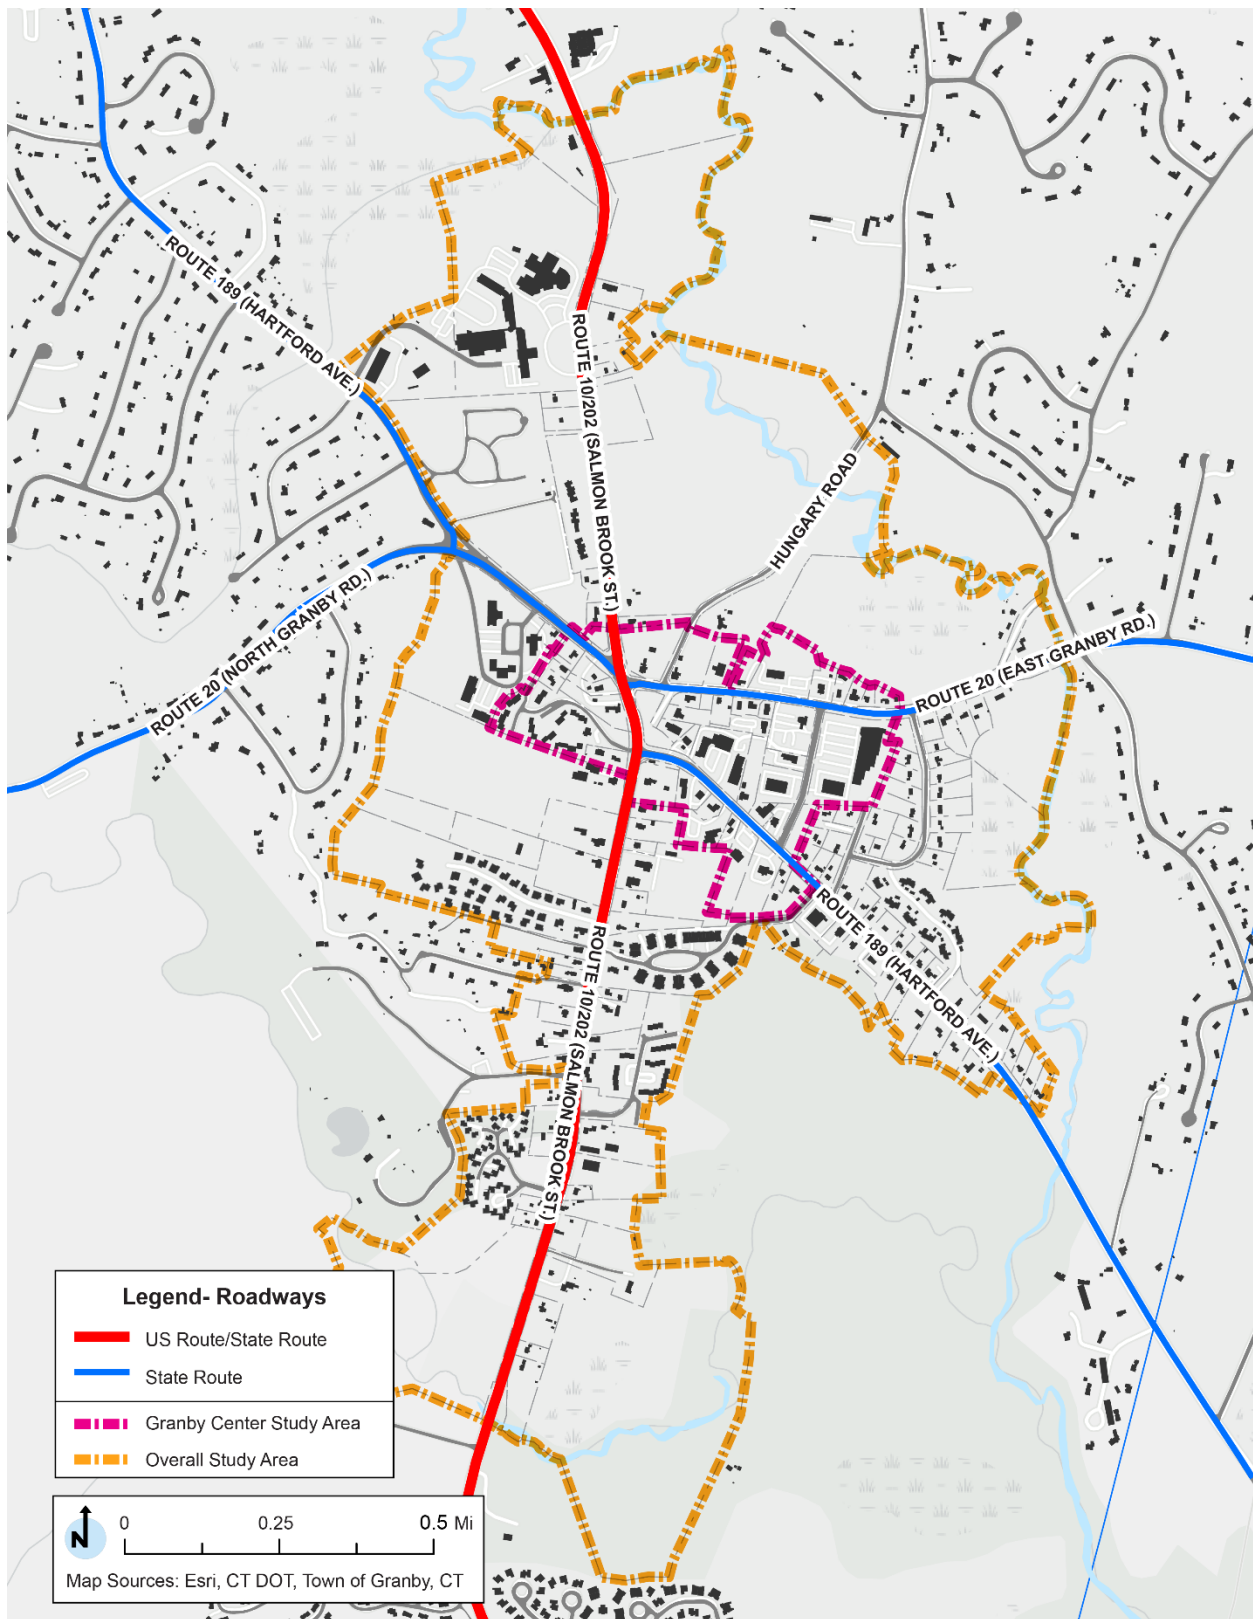 ROUTE 189 (HARTFORD AVE.)
ROUTE 10/202 (SALMON BROOK ST.)
HUNGARY ROAD
ROUTE 20 (NORTH GRANBY RD.)
ROUTE 20 (EAST GRANBY RD.)
ROUTE 189 (HARTFORD AVE.)
ROUTE 10/202 (SALMON BROOK ST.)
Legend- Roadways
US Route/State Route
State Route
Granby Center Study Area
Overall Study Area
N
0 0.25 0.5 Mi
Map Sources: Esri, CT DOT, Town of Granby, CT